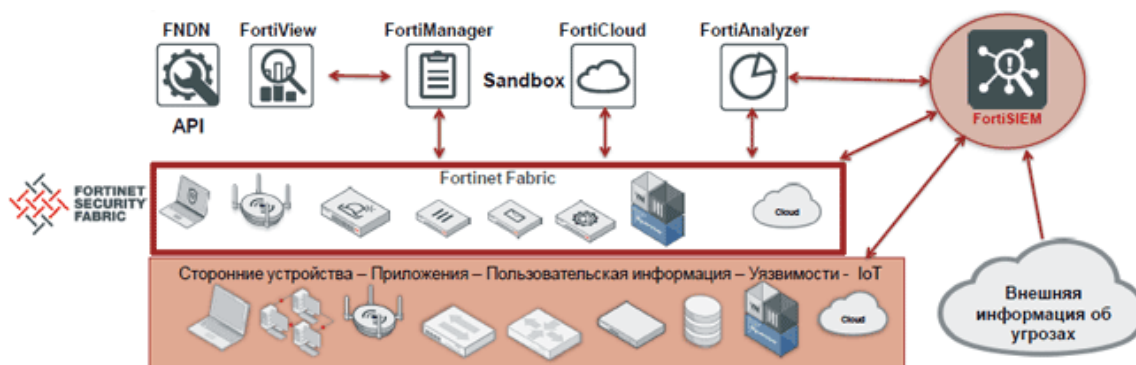 FNDN
FortiView
FortiManager
FortiCloud
FortiAnalyzer
Sandbox
API
FortiSIEM
FORTINET
SECURITY
FABRIC
Fortinet Fabric
Cloud
Сторонние устройства – Приложения – Пользовательская информация – Уязвимости - IoT
Cloud
Внешняя
информация об
угрозах